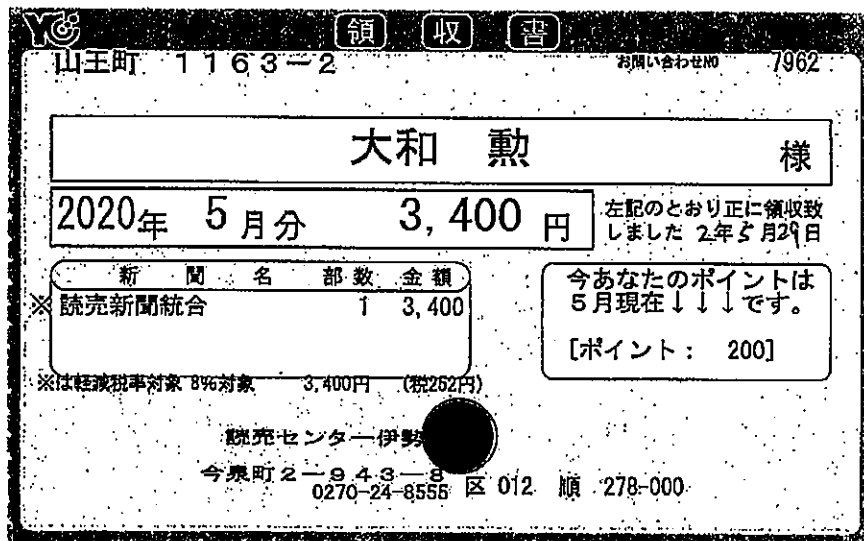 YC 領収書
山王町 1163-2 お問い合わせNO 7962
大和 勲 様
2020年 5月分 3,400 円
左記のとおり正に領収致
しました 2年5月29日
新聞名 部数 金額
※読売新聞統合 1 3,400
※は軽減税率対象 8%対象 3,400円 (税252円)
今あなたのポイントは
5月現在↓↓↓です。
[ポイント: 200]
読売センター伊勢
今泉町2-943-8
0270-24-8555 区 012 順 278-000